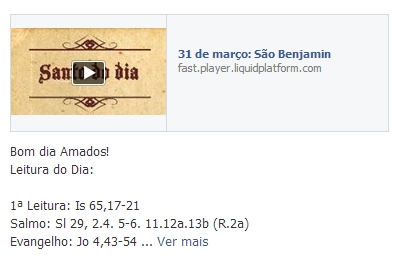 Santo do dia
31 de março: São Benjamin
fast.player.liquidplatform.com
Bom dia Amados!
Leitura do Dia:
1ª Leitura: Is 65,17-21
Salmo: Sl 29, 2.4. 5-6. 11.12a.13b (R.2a)
Evangelho: Jo 4,43-54 ... Ver mais